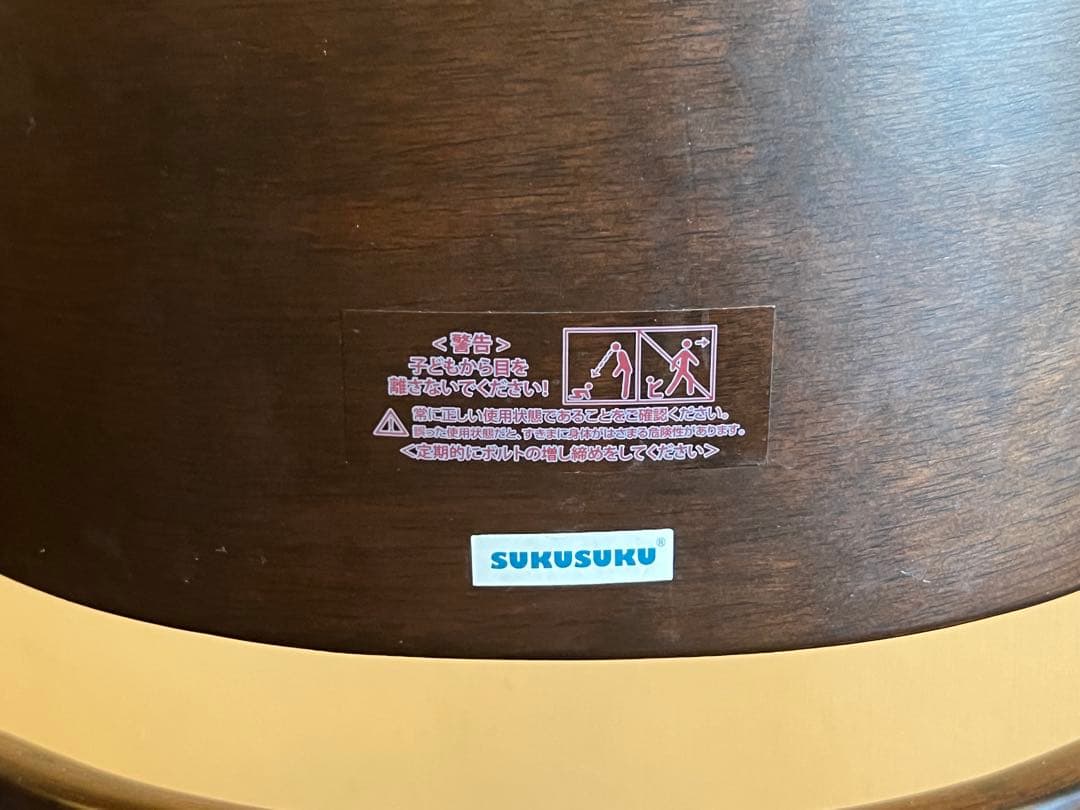 <警告>
子どもから目を
離さないでください!
常に正しい使用状態であることをご確認ください。
誤った使用状態だと、すきまに身体がはさまる危険性があります。
<定期的にボルトの増し締めをしてください>
SUKUSUKU®